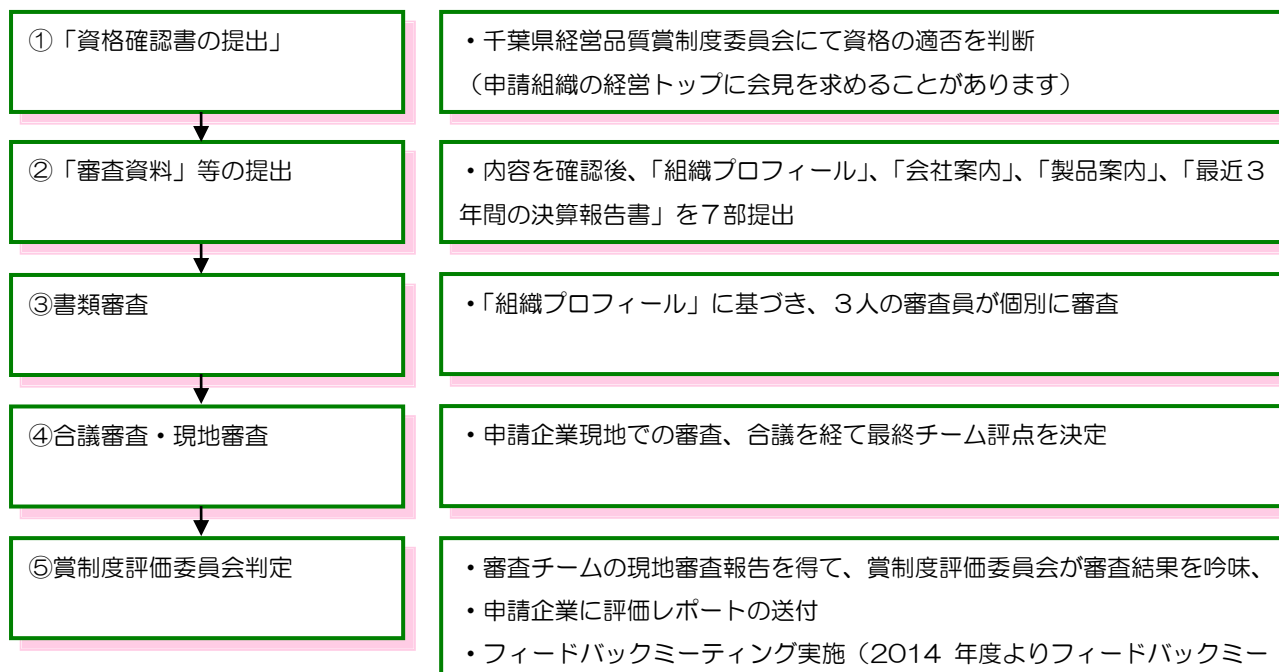 ①「資格確認書の提出」
・千葉県経営品質賞制度委員会にて資格の適否を判断
（申請組織の経営トップに会見を求めることがあります）
②「審査資料」等の提出
・内容を確認後、「組織プロフィール」、「会社案内」、「製品案内」、「最近３
年間の決算報告書」を７部提出
③書類審査
・「組織プロフィール」に基づき、３人の審査員が個別に審査
④合議審査・現地審査
・申請企業現地での審査、合議を経て最終チーム評点を決定
⑤賞制度評価委員会判定
・審査チームの現地審査報告を得て、賞制度評価委員会が審査結果を吟味、
・申請企業に評価レポートの送付
・フィードバックミーティング実施（2014 年度よりフィードバックミー